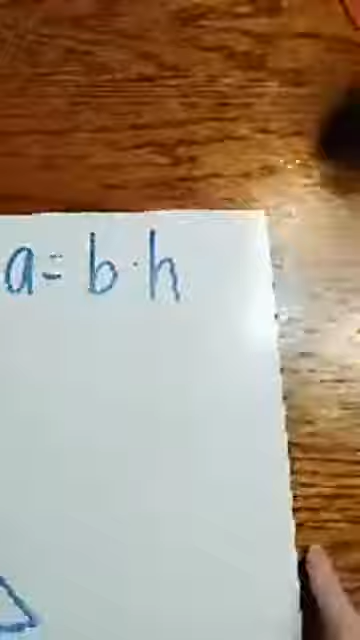 a = b · h